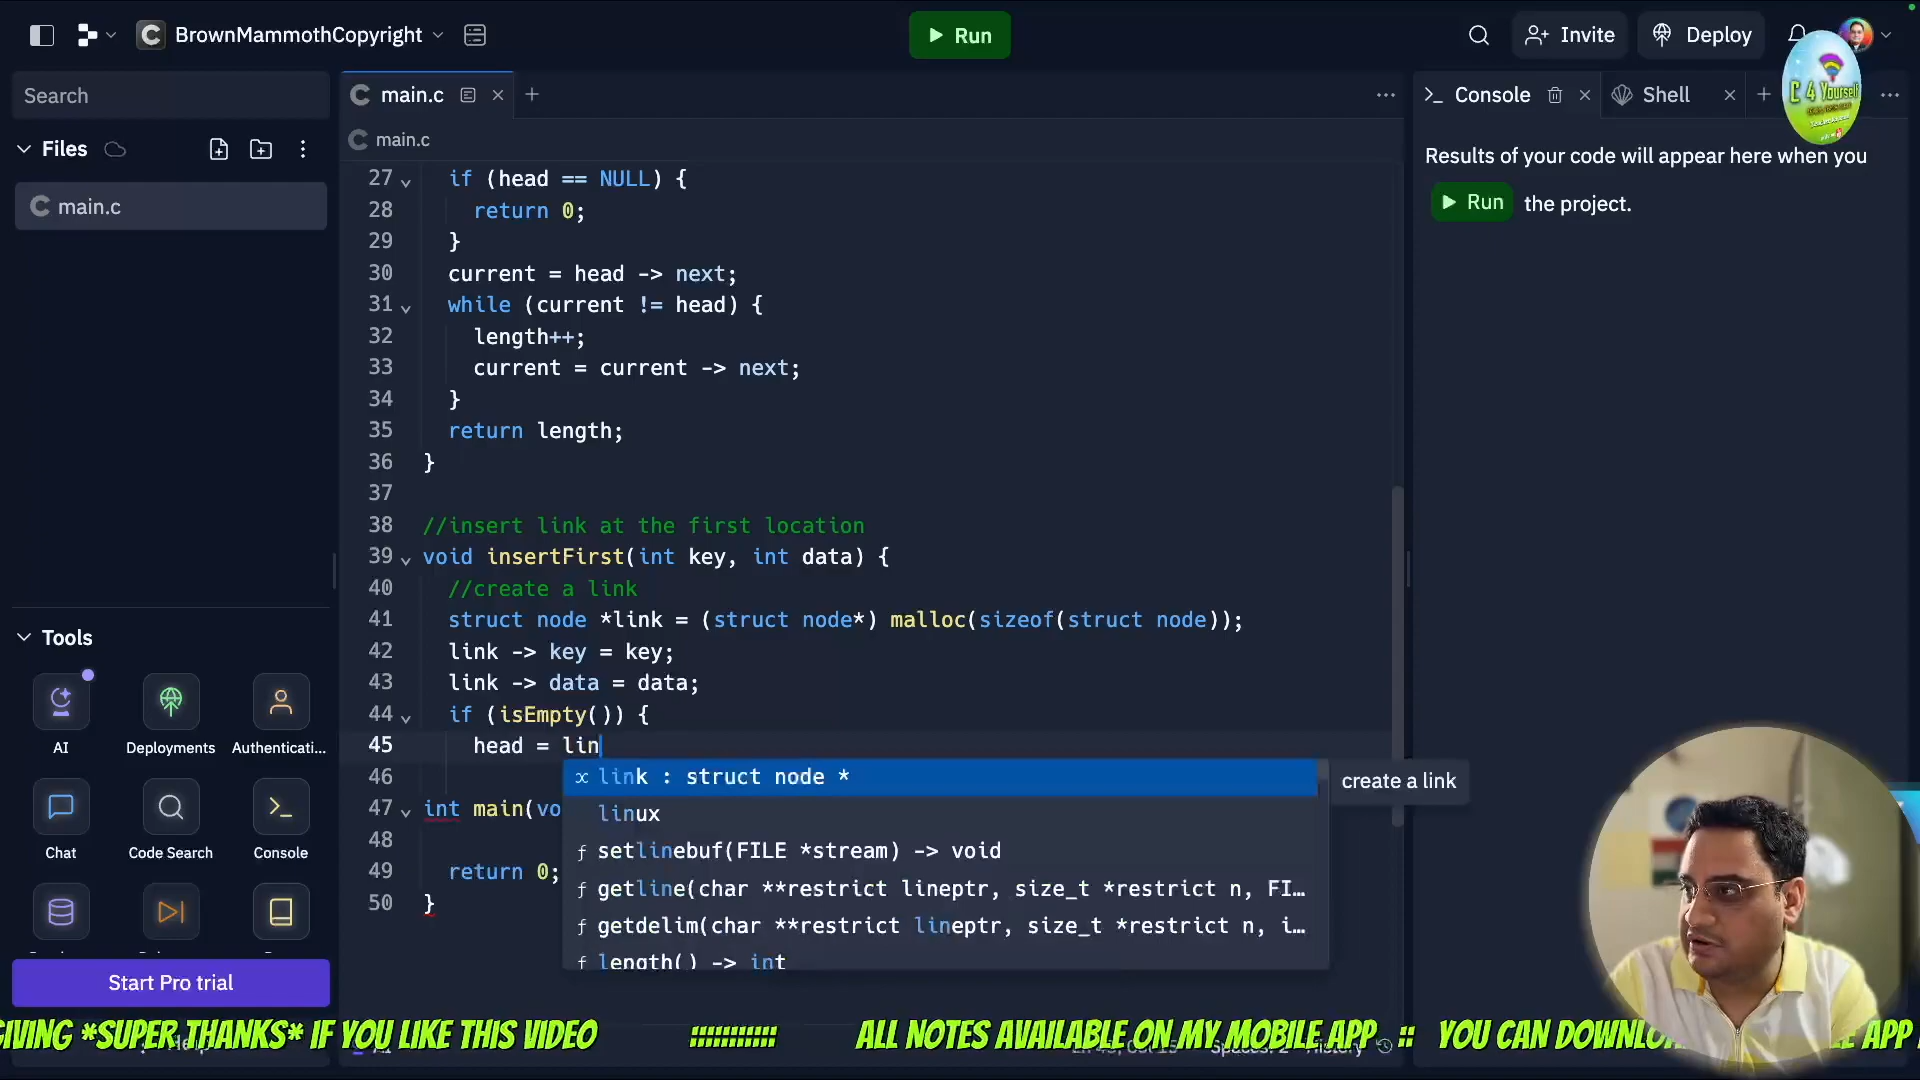 BrownMammothCopyright
Run
Invite
Deploy
Search
main.c
Console
Shell
C 4 Yourself
Files
main.c
main.c
Results of your code will appear here when you
Run the project.
27 if (head == NULL) {
28 return 0;
29 }
30 current = head -> next;
31 while (current != head) {
32 length++;
33 current = current -> next;
34 }
35 return length;
36 }
37
38 //insert link at the first location
39 void insertFirst(int key, int data) {
40 //create a link
41 struct node *link = (struct node*) malloc(sizeof(struct node));
42 link -> key = key;
43 link -> data = data;
44 if (isEmpty()) {
45 head = lin
46
47 int main(vo
48
49 return 0;
50 }
link : struct node *
create a link
linux
setlinebuf(FILE *stream) -> void
getline(char **restrict lineptr, size_t *restrict n, FI…
getdelim(char **restrict lineptr, size_t *restrict n, i…
length() -> int
Tools
AI
Deployments
Authenticati...
Chat
Code Search
Console
Start Pro trial
GIVING *SUPER THANKS* IF YOU LIKE THIS VIDEO :::::::::: ALL NOTES AVAILABLE ON MY MOBILE APP :: YOU CAN DOWNLO
APP